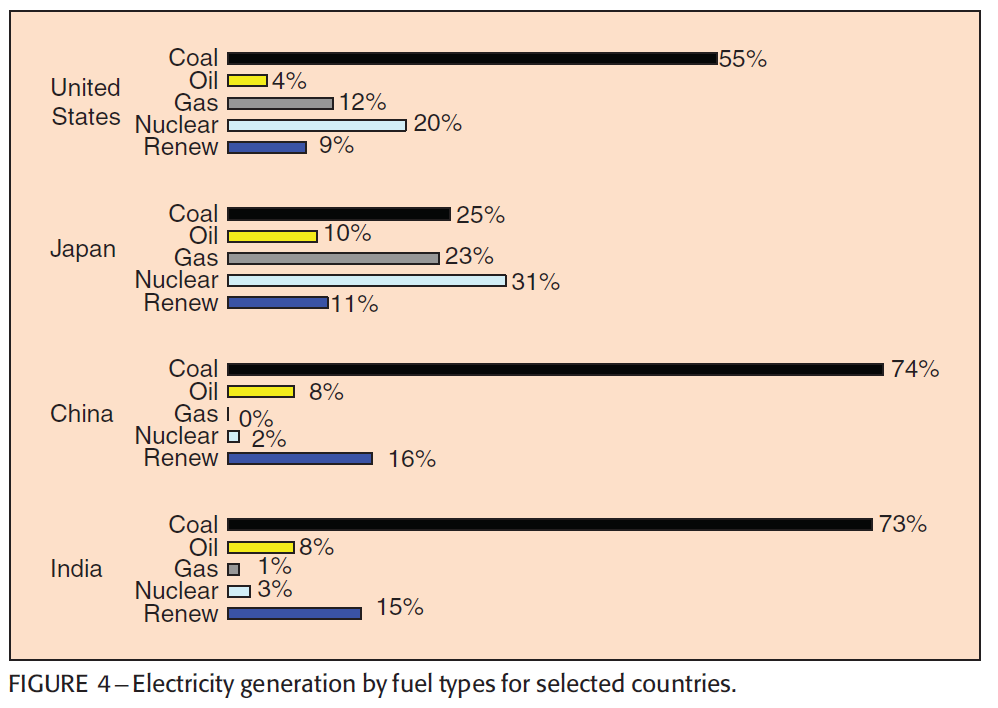 Coal 55%
United States
Oil 4%
Gas 12%
Nuclear 20%
Renew 9%
Coal 25%
Oil 10%
Japan
Gas 23%
Nuclear 31%
Renew 11%
Coal 74%
Oil 8%
China
Gas 0%
Nuclear 2%
Renew 16%
Coal 73%
Oil 8%
India
Gas 1%
Nuclear 3%
Renew 15%
FIGURE 4–Electricity generation by fuel types for selected countries.